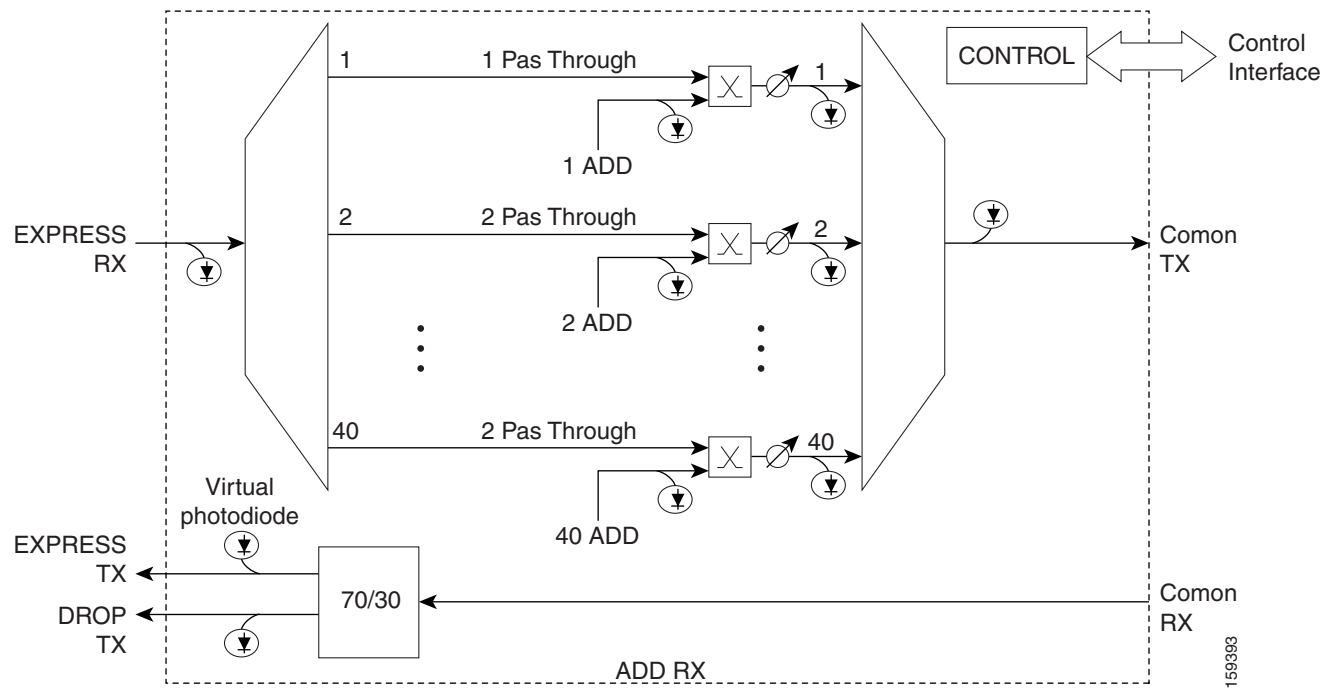 1
1 Pas Through
1
CONTROL
Control
Interface
1 ADD
EXPRESS
RX
2
2 Pas Through
2
Comon
TX
2 ADD
40
2 Pas Through
40
40 ADD
Virtual
photodiode
EXPRESS
TX
DROP
TX
70/30
Comon
RX
ADD RX
159393